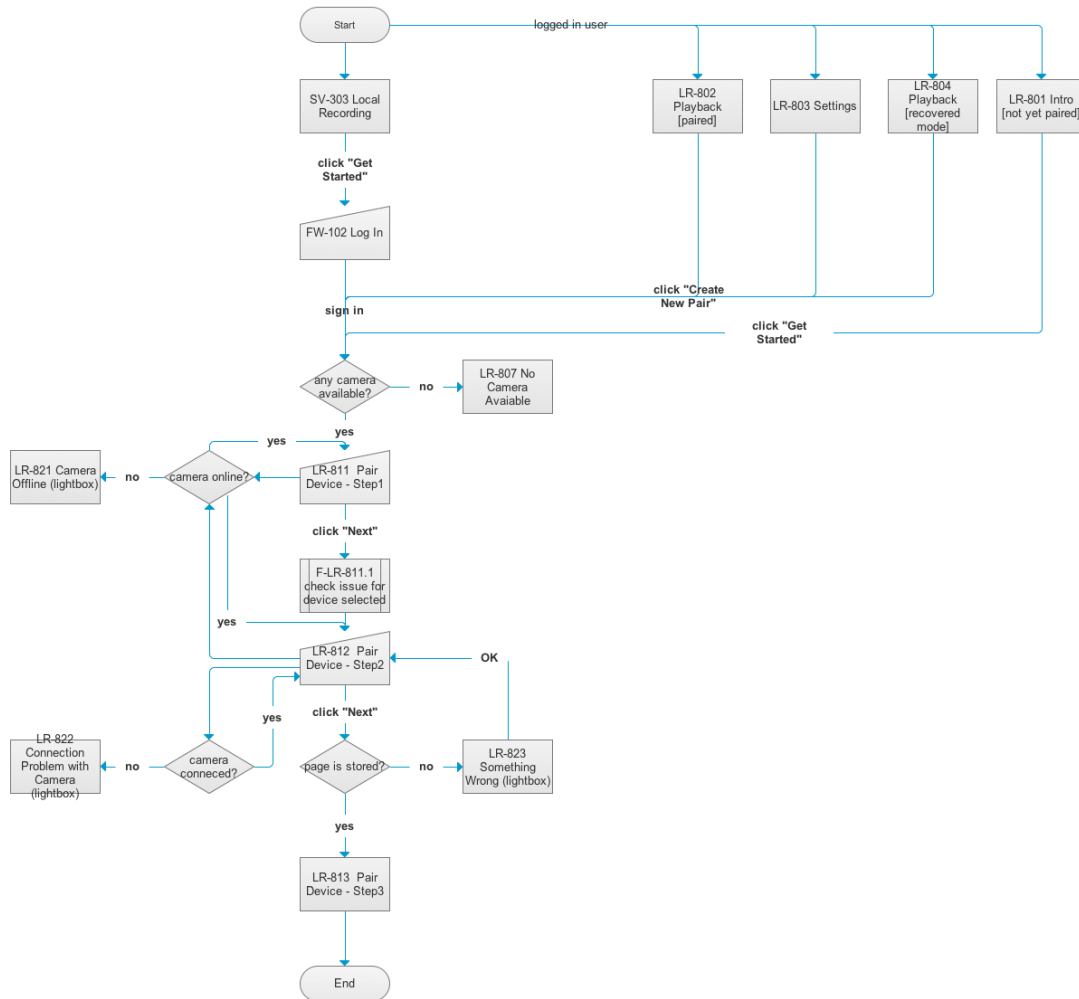 Start
logged in user
SV-303 Local
Recording
LR-802
Playback
[paired]
LR-803 Settings
LR-804
Playback
[recovered
mode]
LR-801 Intro
[not yet paired]
click "Get
Started"
FW-102 Log In
click "Create
New Pair"
sign in
click "Get
Started"
any camera
available?
no
LR-807 No
Camera
Avaiable
yes
yes
LR-821 Camera
Offline (lightbox)
no
camera online?
LR-811  Pair
Device - Step1
click "Next"
F-LR-811.1
check issue for
device selected
yes
LR-812  Pair
Device - Step2
OK
yes
click "Next"
LR-822
Connection
Problem with
Camera
(lightbox)
no
camera
conneced?
page is stored?
no
LR-823
Something
Wrong (lightbox)
yes
LR-813  Pair
Device - Step3
End